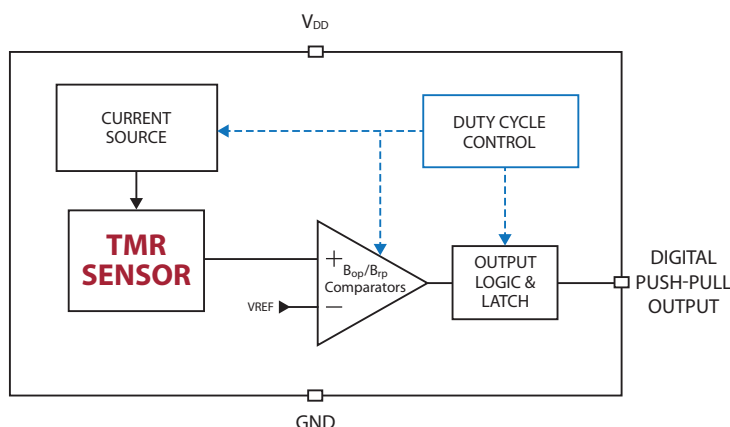 VDD
CURRENT
SOURCE
DUTY CYCLE
CONTROL
TMR
SENSOR
+
Bop/Brp
Comparators
VREF
−
OUTPUT
LOGIC &
LATCH
DIGITAL
PUSH-PULL
OUTPUT
GND